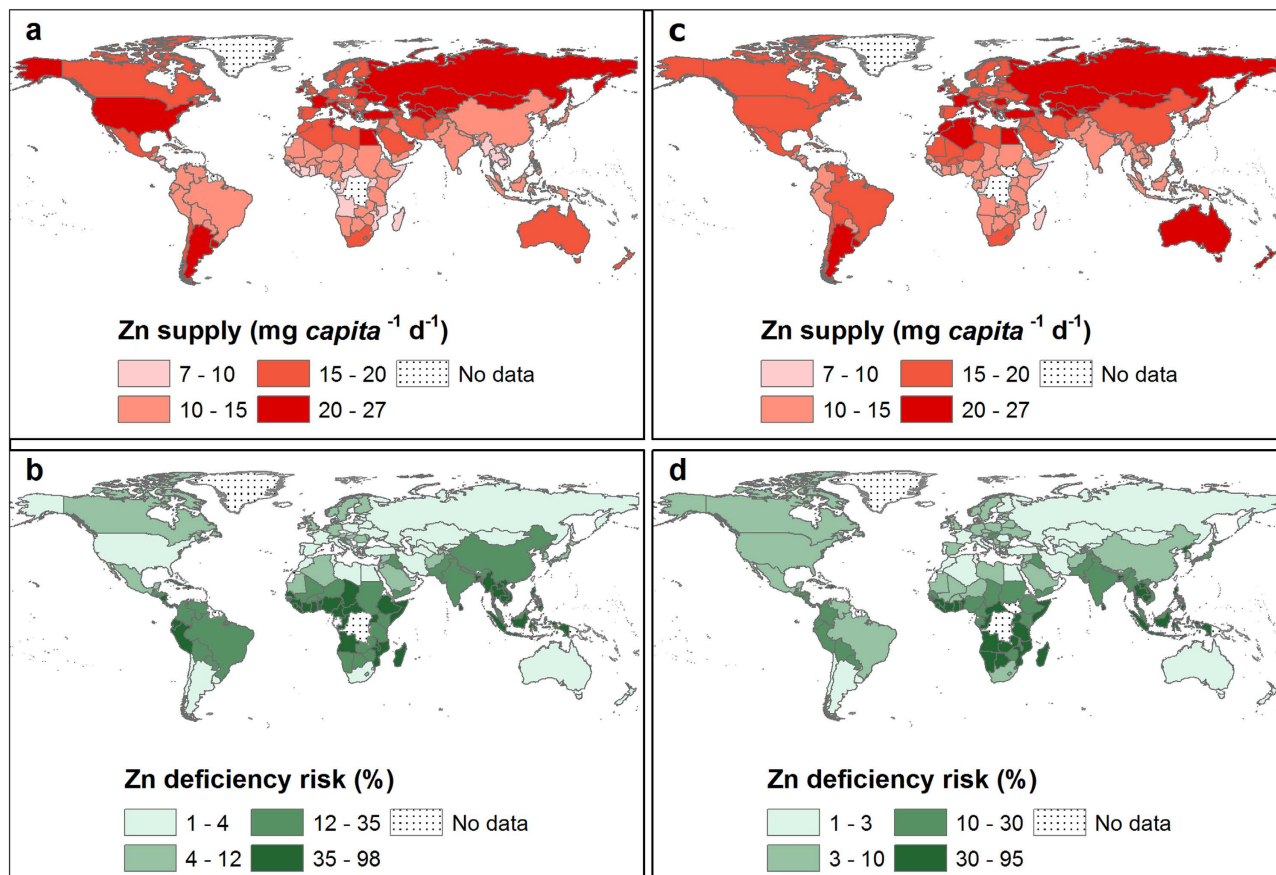 a
Zn supply (mg capita -1 d-1)
7 - 10
15 - 20
No data
10 - 15
20 - 27
c
Zn supply (mg capita -1 d-1)
7 - 10
15 - 20
No data
10 - 15
20 - 27
b
Zn deficiency risk (%)
1 - 4
12 - 35
No data
4 - 12
35 - 98
d
Zn deficiency risk (%)
1 - 3
10 - 30
No data
3 - 10
30 - 95